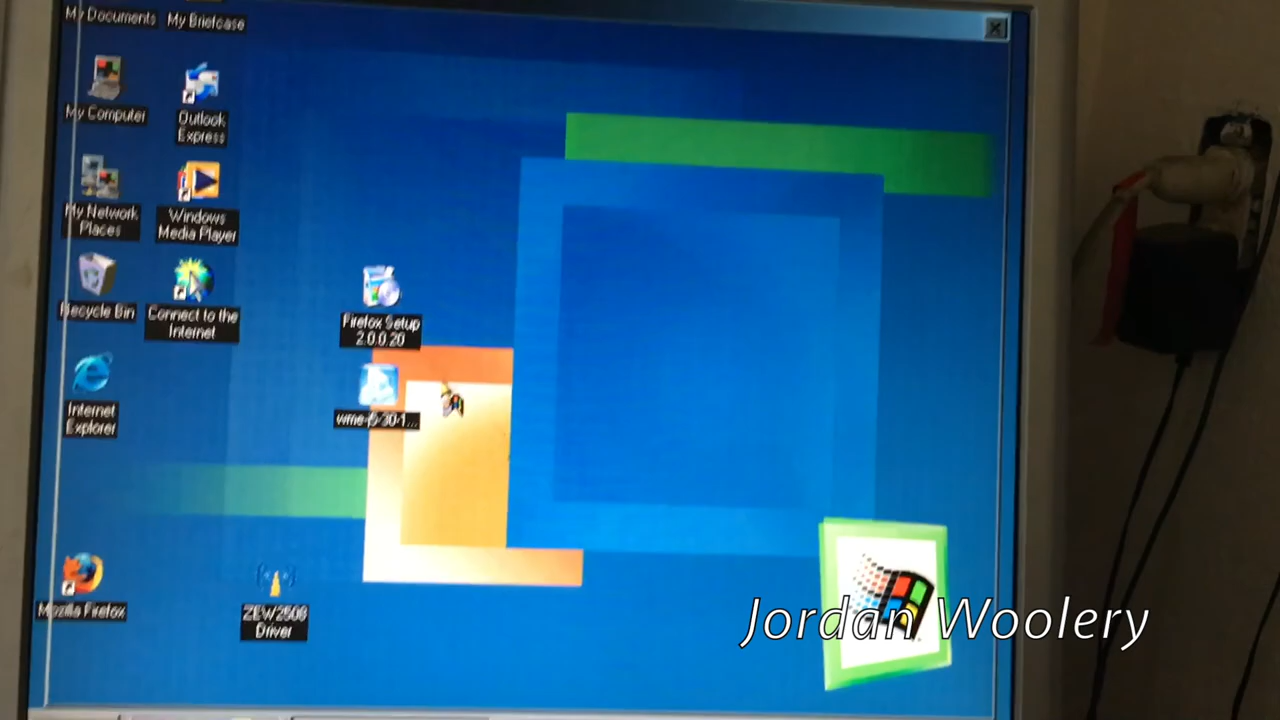 My Documents
My Briefcase
My Computer
Outlook
Express
My Network
Places
Windows
Media Player
Recycle Bin
Connect to the
Internet
Firefox Setup
2.0.0.20
Internet
Explorer
Mozilla Firefox
ZEW2508
Driver
Jordan Woolery